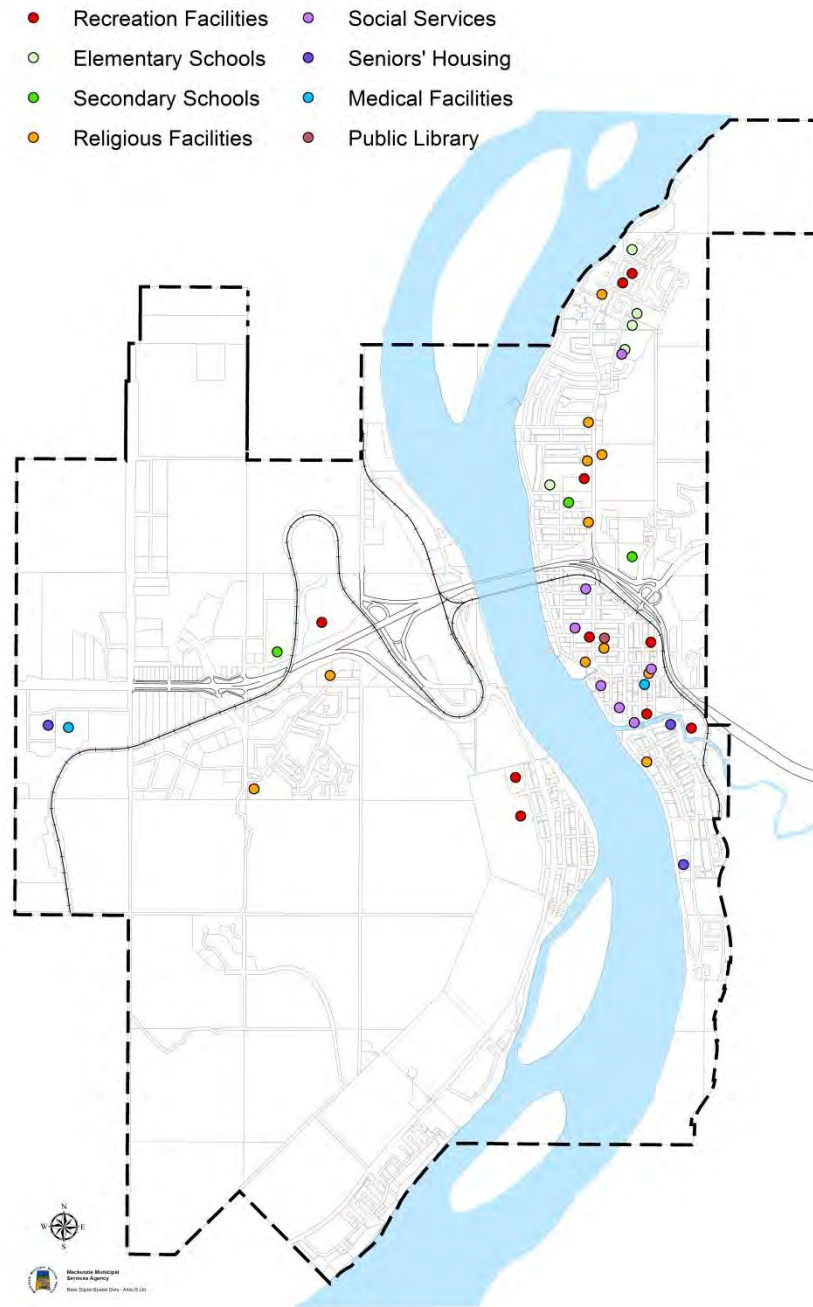 Recreation Facilities
Elementary Schools
Secondary Schools
Religious Facilities
Social Services
Seniors' Housing
Medical Facilities
Public Library
N
W E
S
Mackenzie Municipal
Services Agency